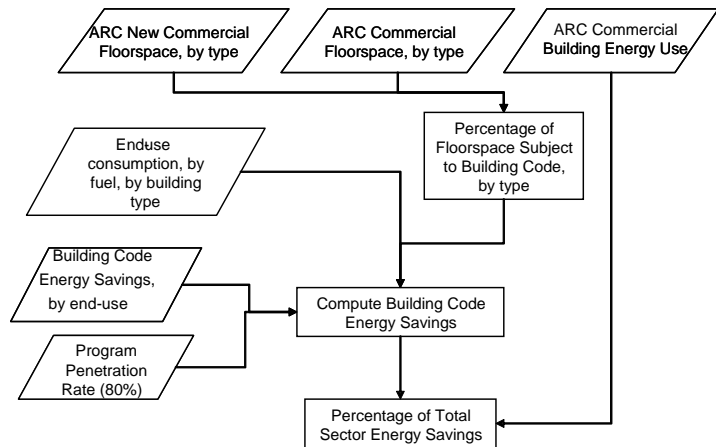 ARC New Commercial
Floorspace, by type
ARC Commercial
Floorspace, by type
ARC Commercial
Building Energy Use
Percentage of
Floorspace Subject
to Building Code,
by type
End-use
consumption, by
fuel, by building
type
Building Code
Energy Savings,
by end-use
Compute Building Code
Energy Savings
Program
Penetration
Rate (80%)
Percentage of Total
Sector Energy Savings